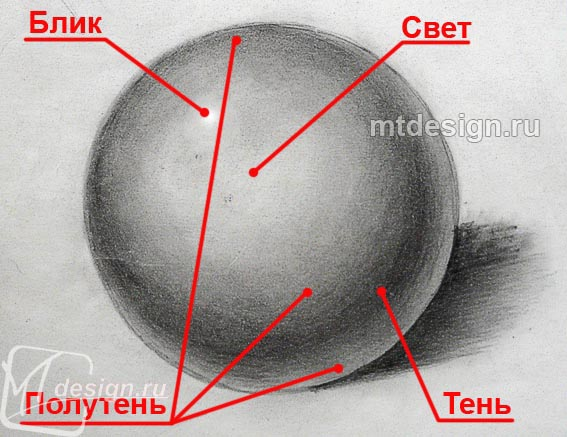 Блик
Свет
mtdesign.ru
design.ru
Полутень
Тень